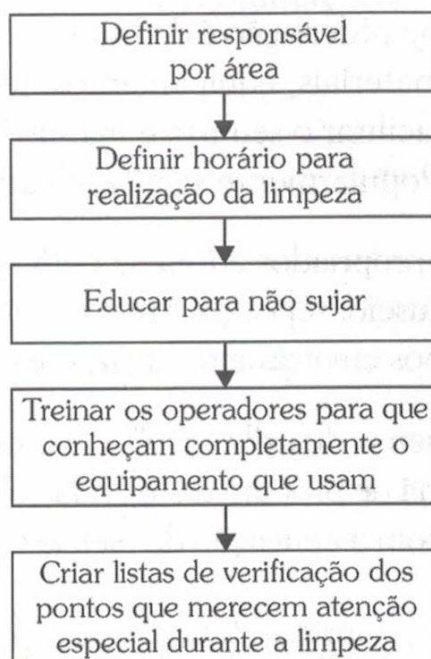 Definir responsável
por área
Definir horário para
realização da limpeza
Educar para não sujar
Treinar os operadores para que
conheçam completamente o
equipamento que usam
Criar listas de verificação dos
pontos que merecem atenção
especial durante a limpeza